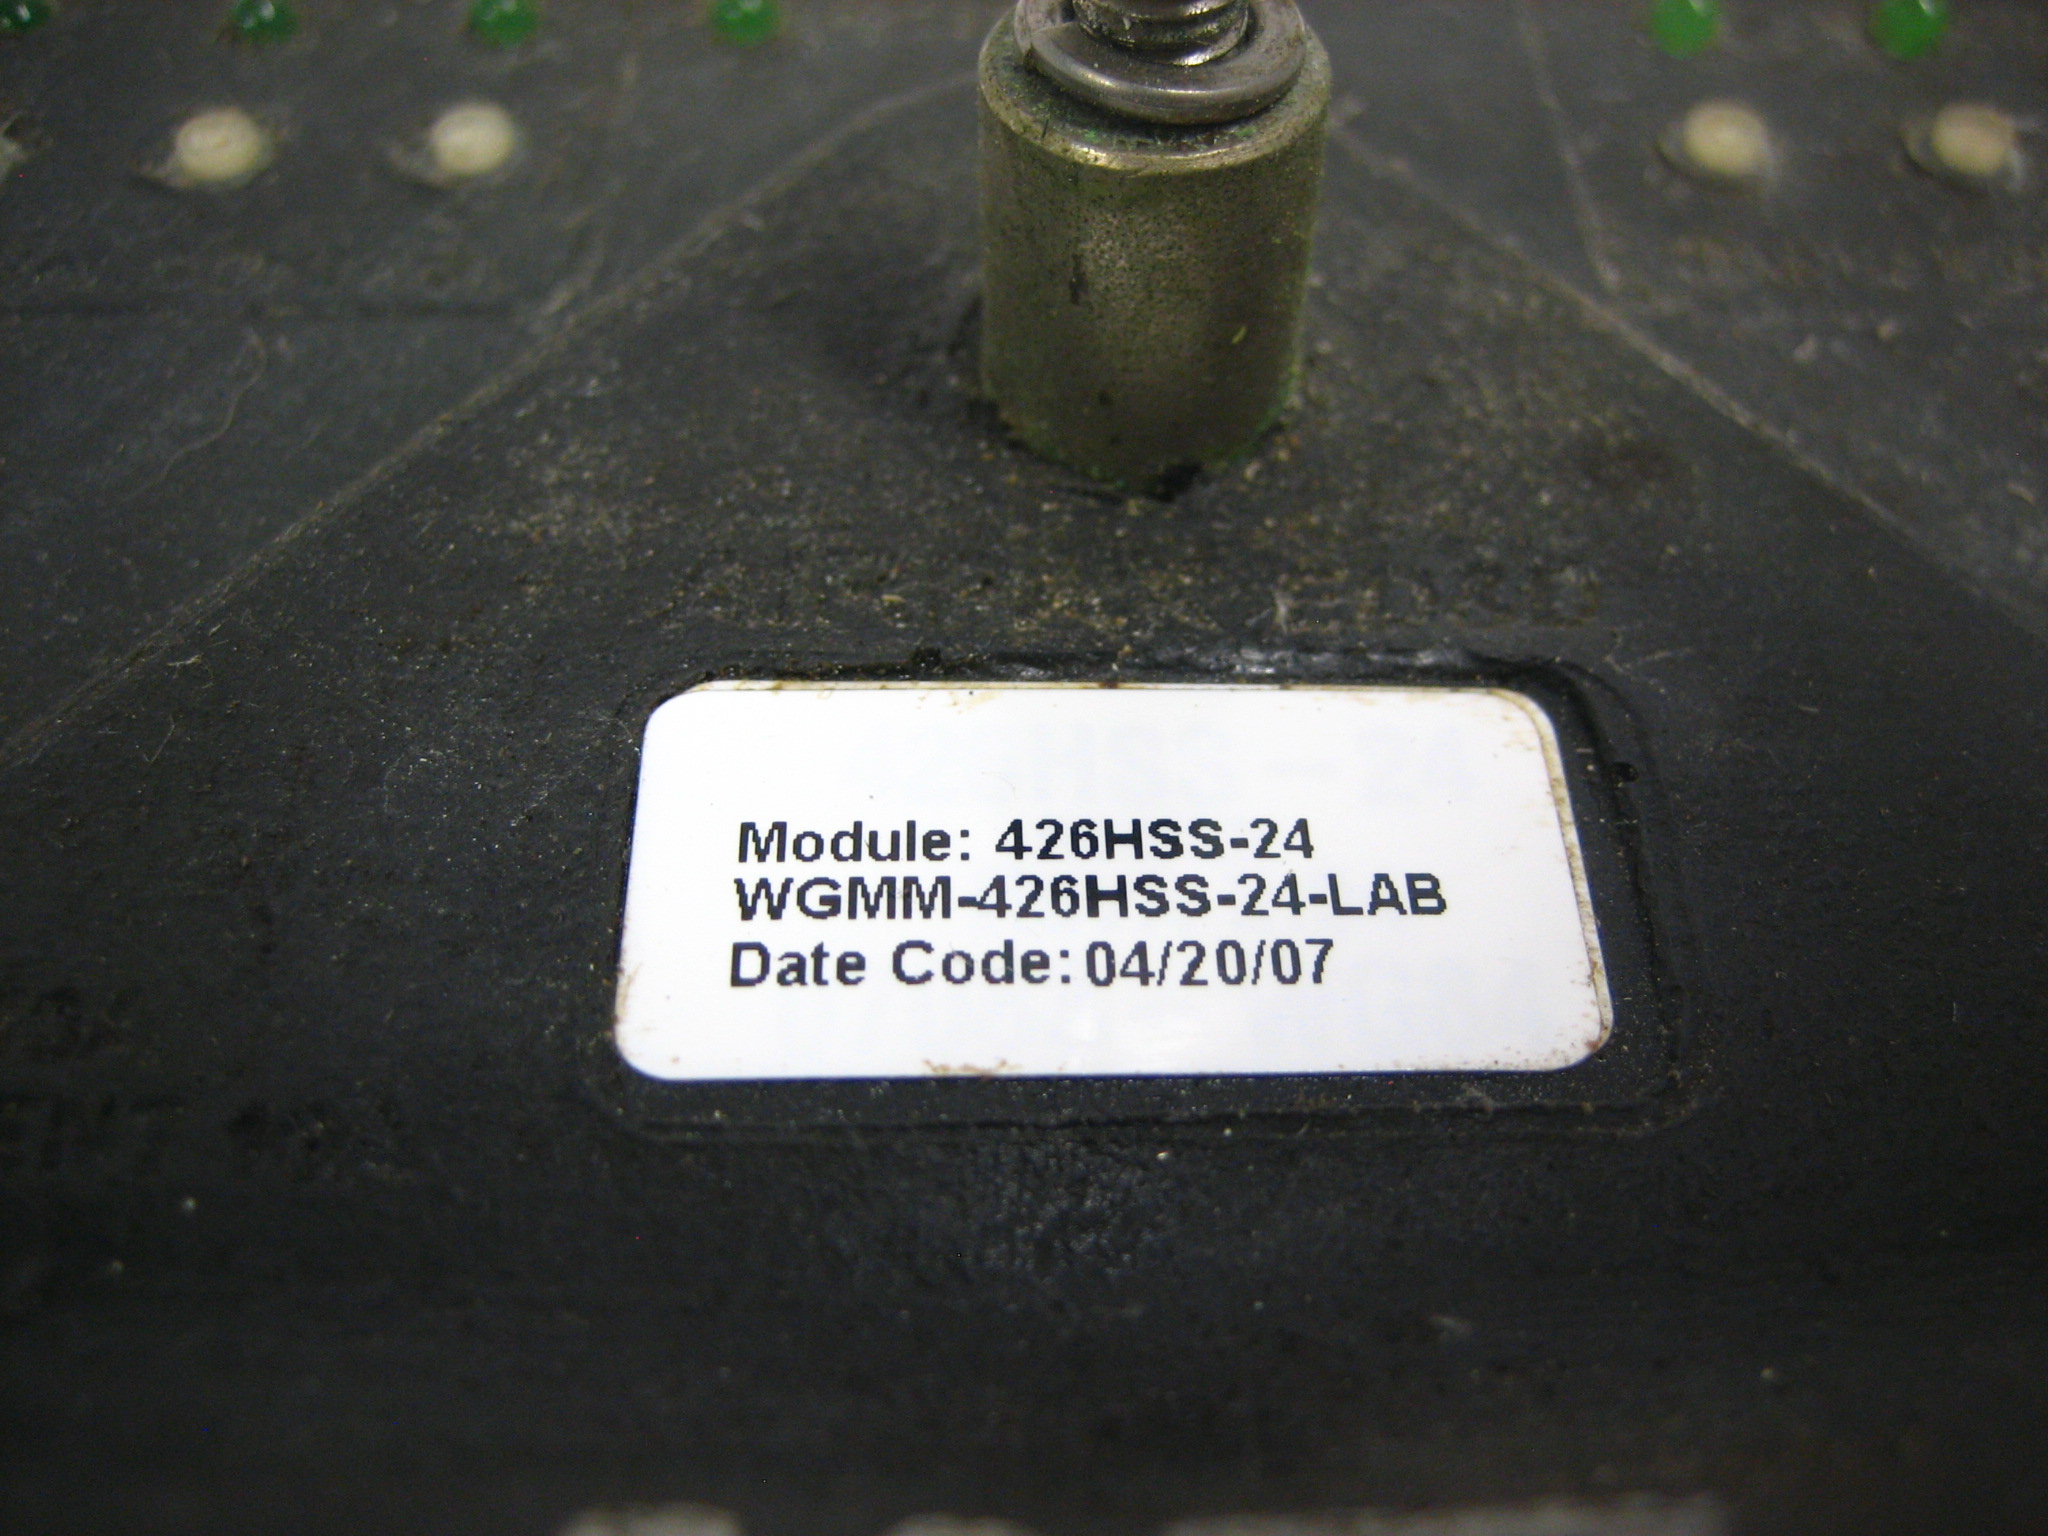 Module: 426HSS-24
WGMM-426HSS-24-LAB
Date Code: 04/20/07